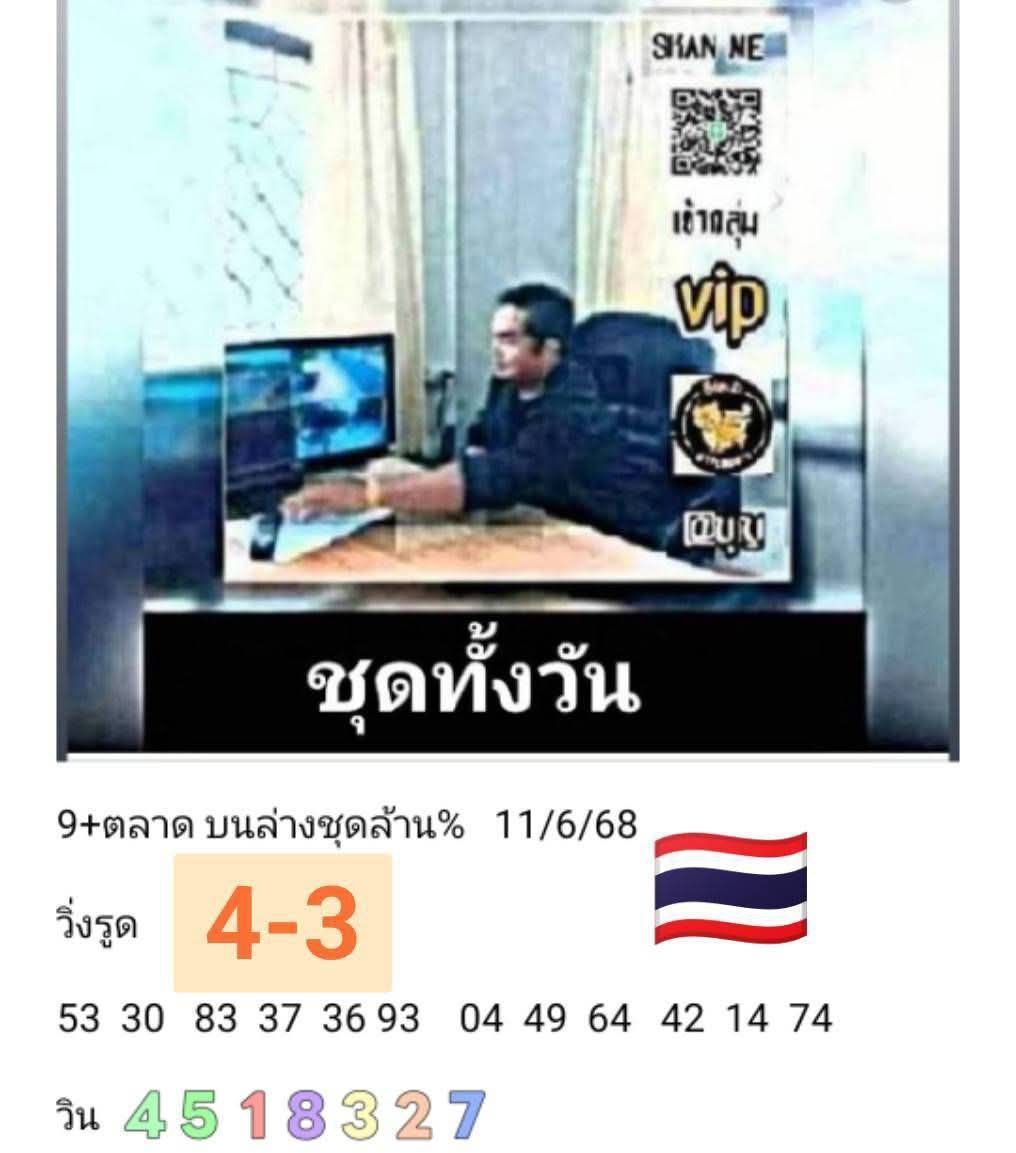 SKAN ME
เข้ากลุ่ม
vip
@บุญ
ชุดทั้งวัน
9+ตลาด บนล่างชุดล้าน% 11/6/68
วิ่งรูด 4-3
53 30 83 37 36 93 04 49 64 42 14 74
วิน 4 5 1 8 3 2 7